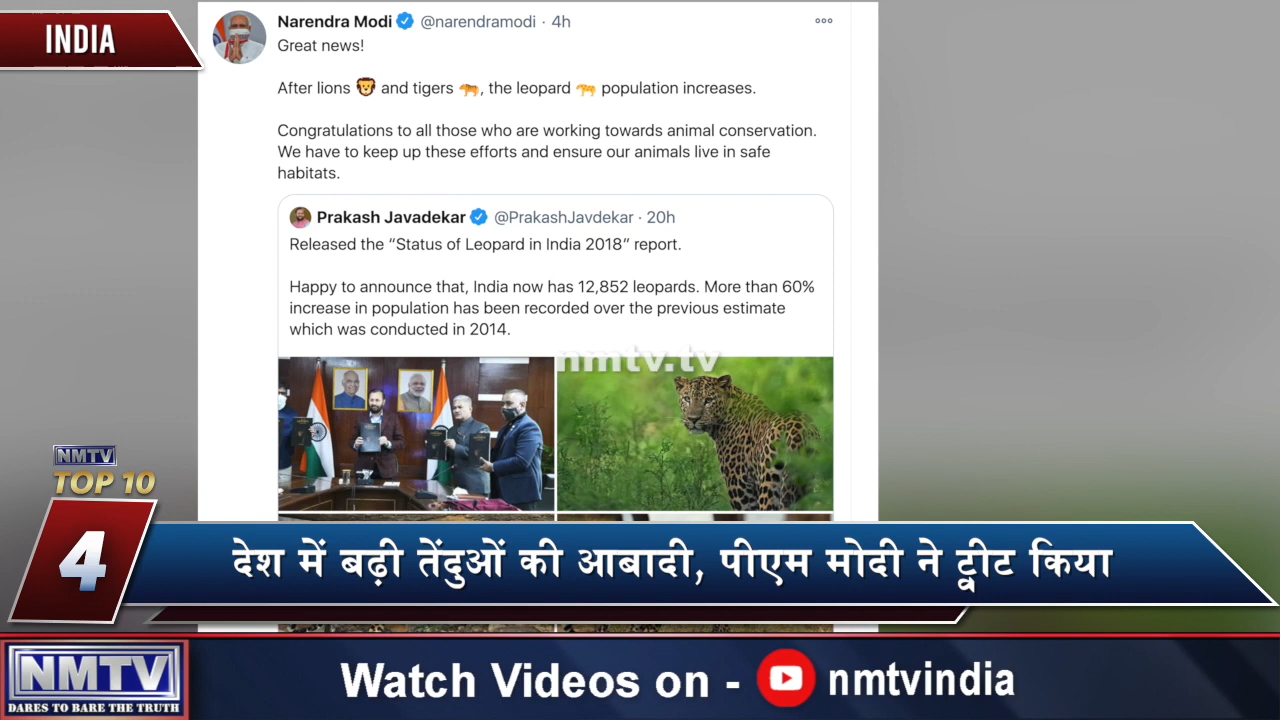 INDIA
Narendra Modi @narendramodi · 4h
Great news!
After lions 🦁 and tigers 🐅, the leopard 🐆 population increases.
Congratulations to all those who are working towards animal conservation.
We have to keep up these efforts and ensure our animals live in safe
habitats.
Prakash Javadekar @PrakashJavdekar · 20h
Released the “Status of Leopard in India 2018” report.
Happy to announce that, India now has 12,852 leopards. More than 60%
increase in population has been recorded over the previous estimate
which was conducted in 2014.
nmtv.tv
NMTV
TOP 10
4
देश में बढ़ी तेंदुओं की आबादी, पीएम मोदी ने ट्वीट किया
NMTV
DARES TO BARE THE TRUTH
Watch Videos on - nmtvindia